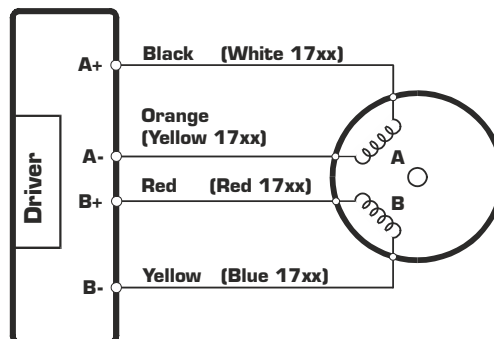 A+ Black (White 17xx)
Orange
(Yellow 17xx)
A-
A
Driver
B+ Red (Red 17xx)
B
B- Yellow (Blue 17xx)